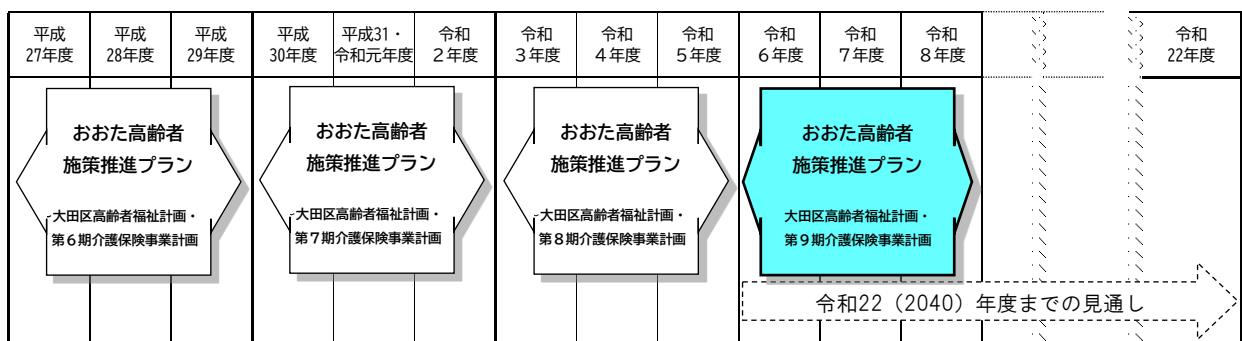 平成
27年度
平成
28年度
平成
29年度
平成
30年度
平成31・
令和元年度
令和
2年度
令和
3年度
令和
4年度
令和
5年度
令和
6年度
令和
7年度
令和
8年度
令和
22年度
おおた高齢者
施策推進プラン
大田区高齢者福祉計画・
第6期介護保険事業計画
おおた高齢者
施策推進プラン
大田区高齢者福祉計画・
第7期介護保険事業計画
おおた高齢者
施策推進プラン
大田区高齢者福祉計画・
第8期介護保険事業計画
おおた高齢者
施策推進プラン
大田区高齢者福祉計画・
第9期介護保険事業計画
令和22（2040）年度までの見通し